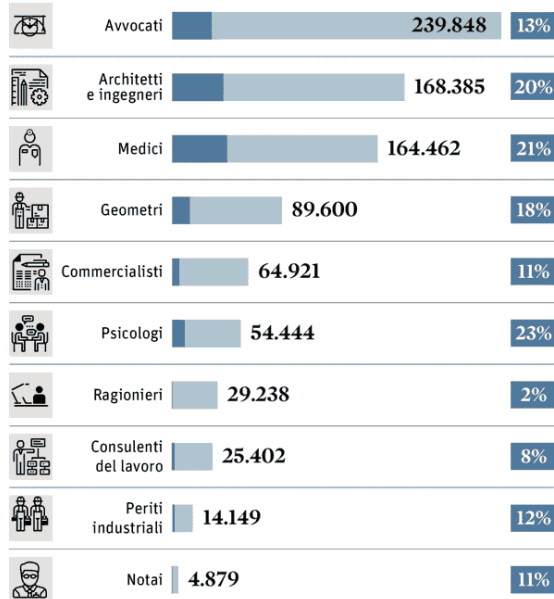 Avvocati 239.848 13%
Architetti
e ingegneri 168.385 20%
Medici 164.462 21%
Geometri 89.600 18%
Commercialisti 64.921 11%
Psicologi 54.444 23%
Ragionieri 29.238 2%
Consulenti
del lavoro 25.402 8%
Periti
industriali 14.149 12%
Notai 4.879 11%